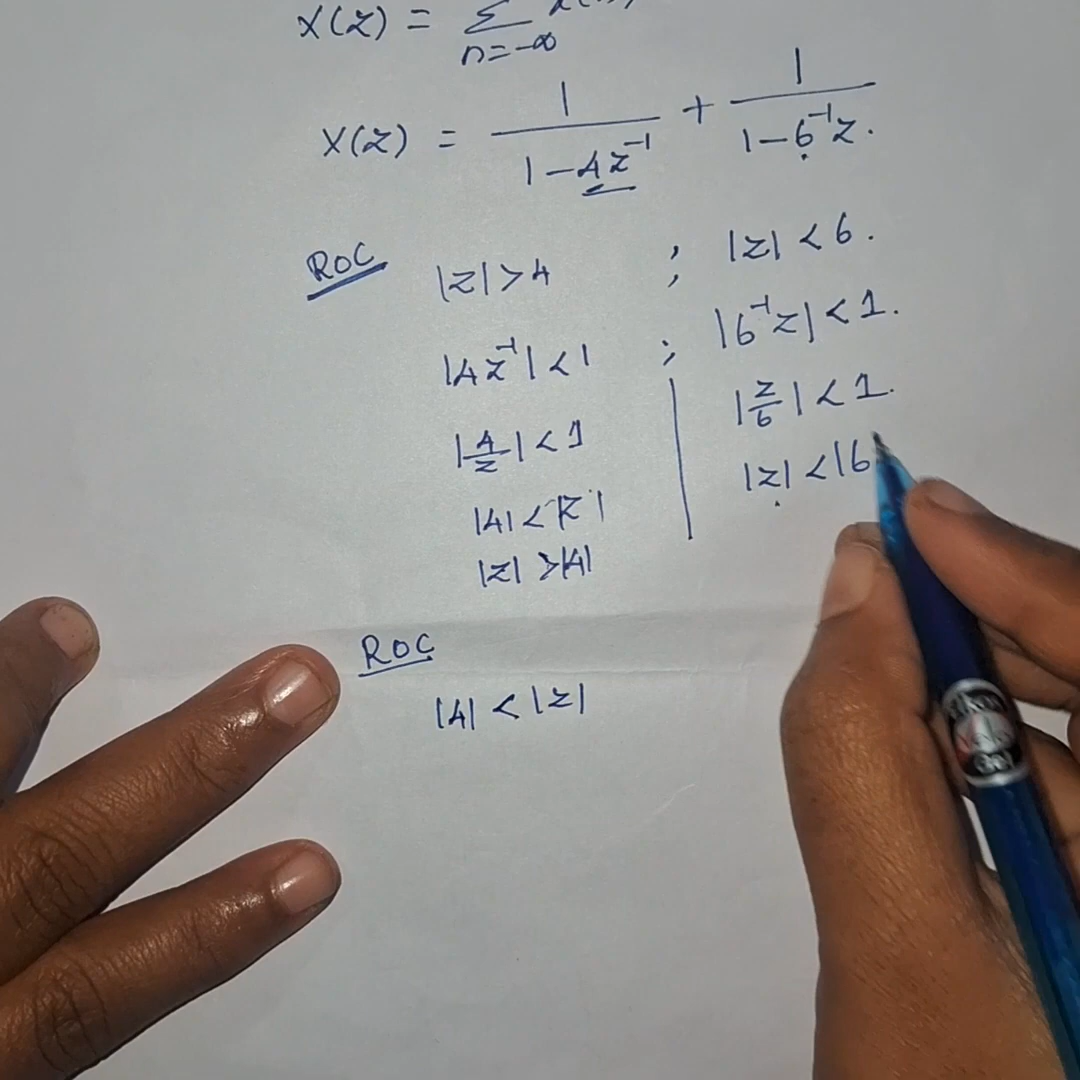 X(z) = Σ
n=-∞
X(z) = 1/(1-4z⁻¹) + 1/(1-6⁻¹z).
ROC |z|>4 ; |z|<6.
|4z⁻¹|<1 ; |6⁻¹z|<1.
|4/z|<1 |z/6|<1.
|4|<|z| |z|<|6
|z|>|4|
ROC
|4|<|z|